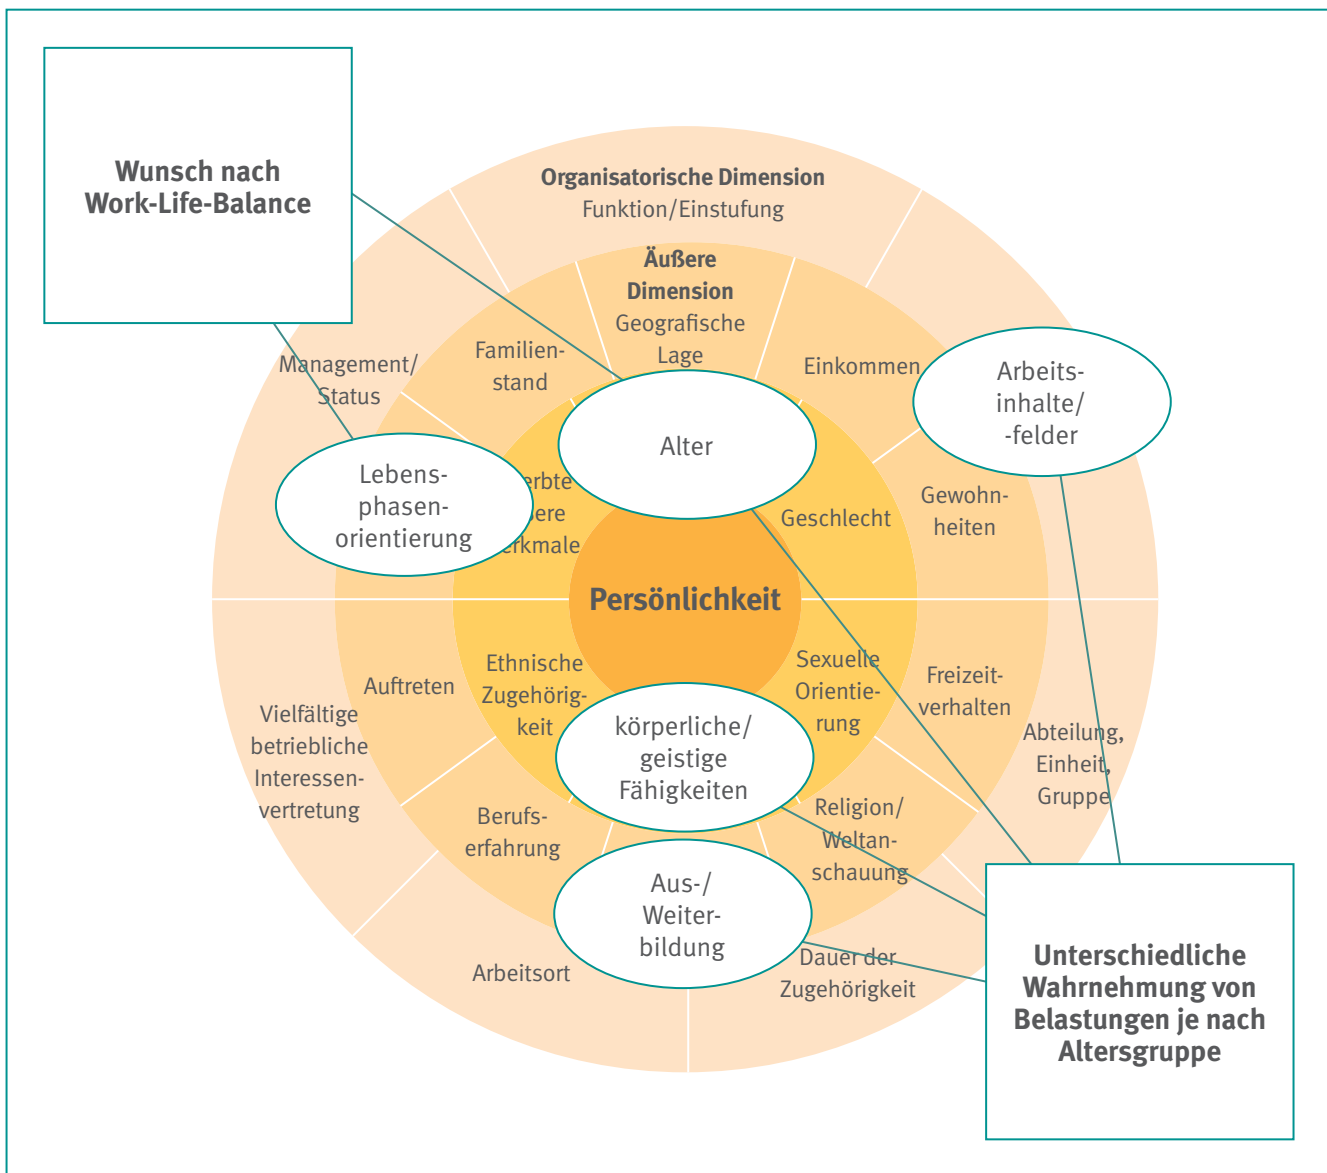 Wunsch nach
Work-Life-Balance
Organisatorische Dimension
Funktion/Einstufung
Äußere
Dimension
Geografische
Lage
Familien-
stand
Management/
Status
Einkommen
Arbeits-
inhalte/
-felder
Alter
Lebens-
phasen-
orientierung
Geschlecht
Gewohn-
heiten
Persönlichkeit
Ethnische
Zugehörig-
keit
Sexuelle
Orientie-
rung
Auftreten
Freizeit-
verhalten
Vielfältige
betriebliche
Interessen-
vertretung
Abteilung,
Einheit,
Gruppe
körperliche/
geistige
Fähigkeiten
Berufs-
erfahrung
Religion/
Weltan-
schauung
Aus-/
Weiter-
bildung
Arbeitsort
Dauer der
Zugehörigkeit
Unterschiedliche
Wahrnehmung von
Belastungen je nach
Altersgruppe